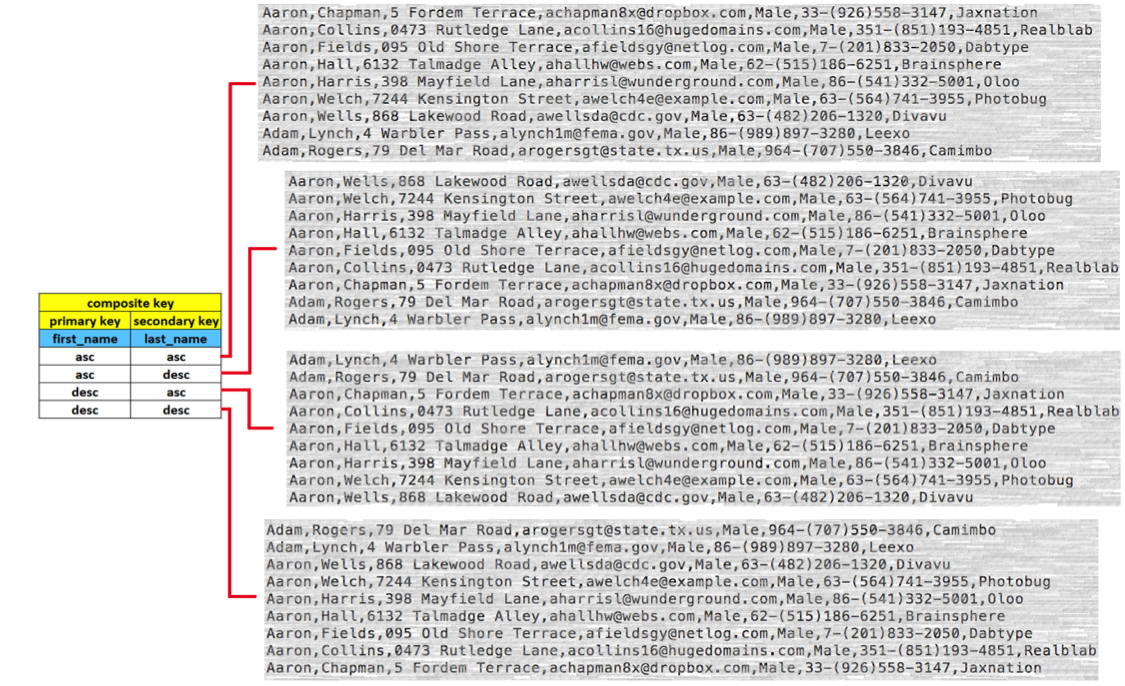 Aaron,Chapman,5 Fordem Terrace,achapman8x@dropbox.com,Male,33-(926)558-3147,Jaxnation
Aaron,Collins,0473 Rutledge Lane,acollins16@hugedomains.com,Male,351-(851)193-4851,Realblab
Aaron,Fields,095 Old Shore Terrace,afieldsgy@netlog.com,Male,7-(201)833-2050,Dabtype
Aaron,Hall,6132 Talmadge Alley,ahallhw@webs.com,Male,62-(515)186-6251,Brainsphere
Aaron,Harris,398 Mayfield Lane,aharrisl@wunderground.com,Male,86-(541)332-5001,Oloo
Aaron,Welch,7244 Kensington Street,awelch4e@example.com,Male,63-(564)741-3955,Photobug
Aaron,Wells,868 Lakewood Road,awellsda@cdc.gov,Male,63-(482)206-1320,Divavu
Adam,Lynch,4 Warbler Pass,alynch1m@fema.gov,Male,86-(989)897-3280,Leexo
Adam,Rogers,79 Del Mar Road,arogersgt@state.tx.us,Male,964-(707)550-3846,Camimbo
Aaron,Wells,868 Lakewood Road,awellsda@cdc.gov,Male,63-(482)206-1320,Divavu
Aaron,Welch,7244 Kensington Street,awelch4e@example.com,Male,63-(564)741-3955,Photobug
Aaron,Harris,398 Mayfield Lane,aharrisl@wunderground.com,Male,86-(541)332-5001,Oloo
Aaron,Hall,6132 Talmadge Alley,ahallhw@webs.com,Male,62-(515)186-6251,Brainsphere
Aaron,Fields,095 Old Shore Terrace,afieldsgy@netlog.com,Male,7-(201)833-2050,Dabtype
Aaron,Collins,0473 Rutledge Lane,acollins16@hugedomains.com,Male,351-(851)193-4851,Realblab
Aaron,Chapman,5 Fordem Terrace,achapman8x@dropbox.com,Male,33-(926)558-3147,Jaxnation
Adam,Rogers,79 Del Mar Road,arogersgt@state.tx.us,Male,964-(707)550-3846,Camimbo
Adam,Lynch,4 Warbler Pass,alynch1m@fema.gov,Male,86-(989)897-3280,Leexo
composite key
primary key secondary key
first_name last_name
asc asc
asc desc
desc asc
desc desc
Adam,Lynch,4 Warbler Pass,alynch1m@fema.gov,Male,86-(989)897-3280,Leexo
Adam,Rogers,79 Del Mar Road,arogersgt@state.tx.us,Male,964-(707)550-3846,Camimbo
Aaron,Chapman,5 Fordem Terrace,achapman8x@dropbox.com,Male,33-(926)558-3147,Jaxnation
Aaron,Collins,0473 Rutledge Lane,acollins16@hugedomains.com,Male,351-(851)193-4851,Realblab
Aaron,Fields,095 Old Shore Terrace,afieldsgy@netlog.com,Male,7-(201)833-2050,Dabtype
Aaron,Hall,6132 Talmadge Alley,ahallhw@webs.com,Male,62-(515)186-6251,Brainsphere
Aaron,Harris,398 Mayfield Lane,aharrisl@wunderground.com,Male,86-(541)332-5001,Oloo
Aaron,Welch,7244 Kensington Street,awelch4e@example.com,Male,63-(564)741-3955,Photobug
Aaron,Wells,868 Lakewood Road,awellsda@cdc.gov,Male,63-(482)206-1320,Divavu
Adam,Rogers,79 Del Mar Road,arogersgt@state.tx.us,Male,964-(707)550-3846,Camimbo
Adam,Lynch,4 Warbler Pass,alynch1m@fema.gov,Male,86-(989)897-3280,Leexo
Aaron,Wells,868 Lakewood Road,awellsda@cdc.gov,Male,63-(482)206-1320,Divavu
Aaron,Welch,7244 Kensington Street,awelch4e@example.com,Male,63-(564)741-3955,Photobug
Aaron,Harris,398 Mayfield Lane,aharrisl@wunderground.com,Male,86-(541)332-5001,Oloo
Aaron,Hall,6132 Talmadge Alley,ahallhw@webs.com,Male,62-(515)186-6251,Brainsphere
Aaron,Fields,095 Old Shore Terrace,afieldsgy@netlog.com,Male,7-(201)833-2050,Dabtype
Aaron,Collins,0473 Rutledge Lane,acollins16@hugedomains.com,Male,351-(851)193-4851,Realblab
Aaron,Chapman,5 Fordem Terrace,achapman8x@dropbox.com,Male,33-(926)558-3147,Jaxnation